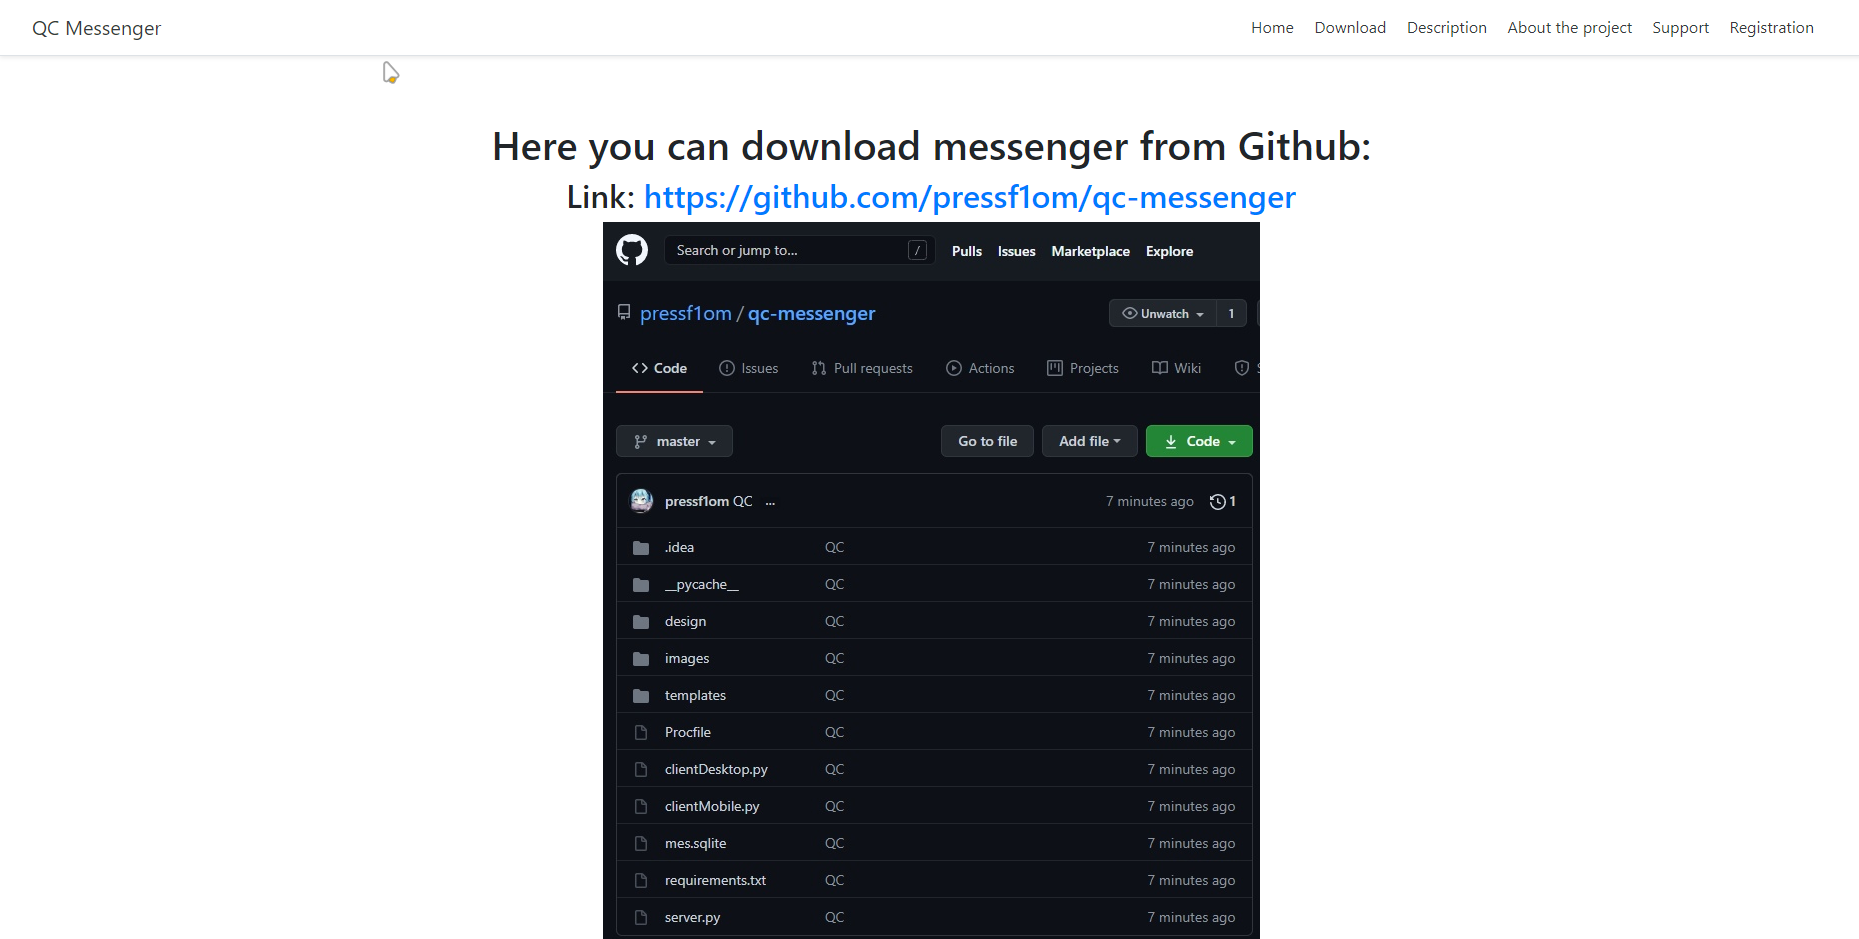 QC Messenger Home Download Description About the project Support Registration
Here you can download messenger from Github:
Link: https://github.com/pressf1om/qc-messenger
Search or jump to... / Pulls Issues Marketplace Explore
pressf1om / qc-messenger Unwatch 1
Code Issues Pull requests Actions Projects Wiki
master Go to file Add file Code
pressf1om QC ... 7 minutes ago 1
.idea QC 7 minutes ago
__pycache__ QC 7 minutes ago
design QC 7 minutes ago
images QC 7 minutes ago
templates QC 7 minutes ago
Procfile QC 7 minutes ago
clientDesktop.py QC 7 minutes ago
clientMobile.py QC 7 minutes ago
mes.sqlite QC 7 minutes ago
requirements.txt QC 7 minutes ago
server.py QC 7 minutes ago